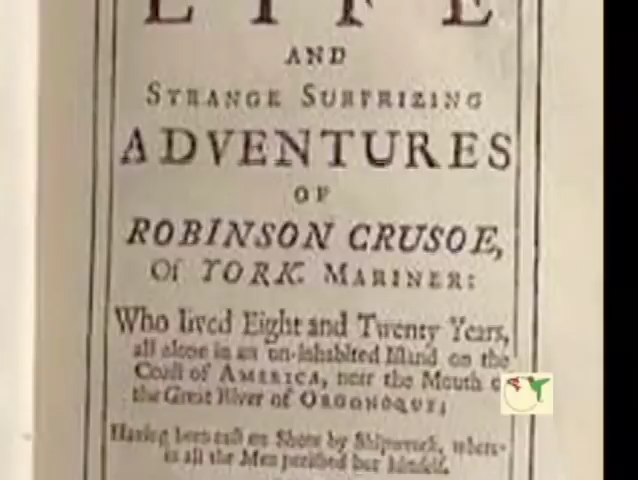 LIFE
AND
STRANGE SURPRIZING
ADVENTURES
OF
ROBINSON CRUSOE,
Of YORK. MARINER:
Who lived Eight and Twenty Years,
all alone in an un-inhabited Island on the
Coast of AMERICA, near the Mouth o
the Great River of OROONOQUE;
Having been cast on Shore by Shipwreck, where-
in all the Men perished but himself.